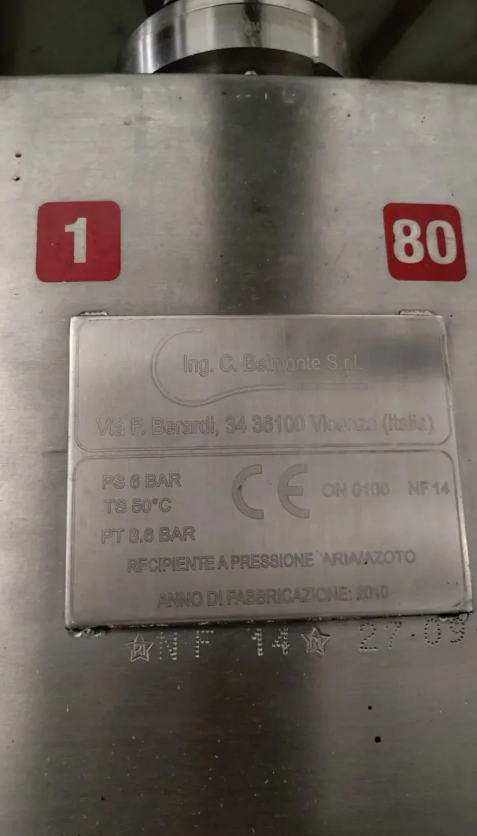 1
80
Ing. C. Belmonte S.r.l.
Via F. Berardi, 34 36100 Vicenza (Italia)
PS 6 BAR
TS 50°C
PT 8.6 BAR
CE
ON 0100
NF 14
RECIPIENTE A PRESSIONE ARIA/AZOTO
ANNO DI FABBRICAZIONE: 2010
NF 14 27.09